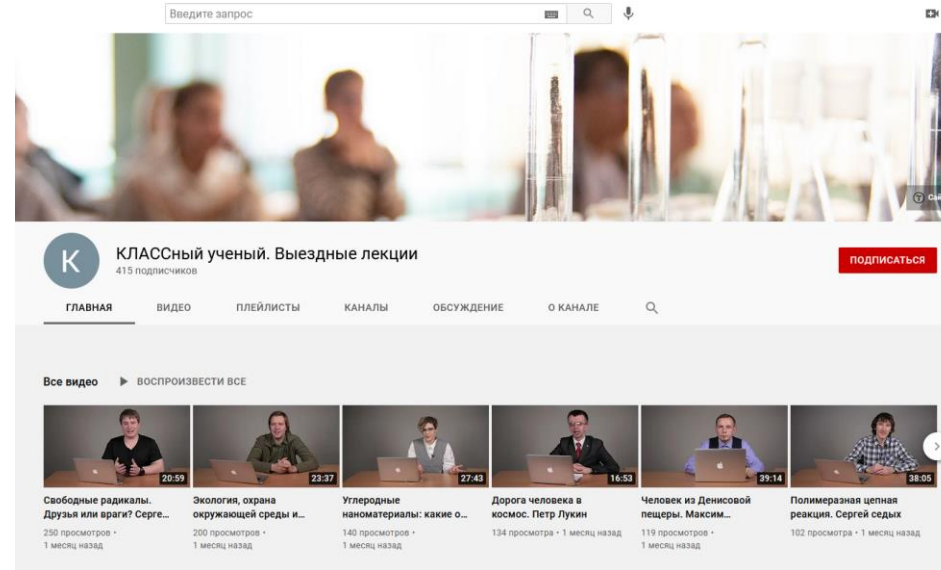 Введите запрос
Сай
КЛАССный ученый. Выездные лекции
415 подписчиков
ПОДПИСАТЬСЯ
ГЛАВНАЯ ВИДЕО ПЛЕЙЛИСТЫ КАНАЛЫ ОБСУЖДЕНИЕ О КАНАЛЕ
Все видео ВОСПРОИЗВЕСТИ ВСЕ
20:59 23:37 27:43 16:53 39:14 38:05
Свободные радикалы.
Друзья или враги? Серге...
250 просмотров •
1 месяц назад
Экология, охрана
окружающей среды и...
200 просмотров •
1 месяц назад
Углеродные
наноматериалы: какие о...
140 просмотров •
1 месяц назад
Дорога человека в
космос. Петр Лукин
134 просмотра • 1 месяц назад
Человек из Денисовой
пещеры. Максим...
119 просмотров •
1 месяц назад
Полимеразная цепная
реакция. Сергей седых
102 просмотра • 1 месяц назад